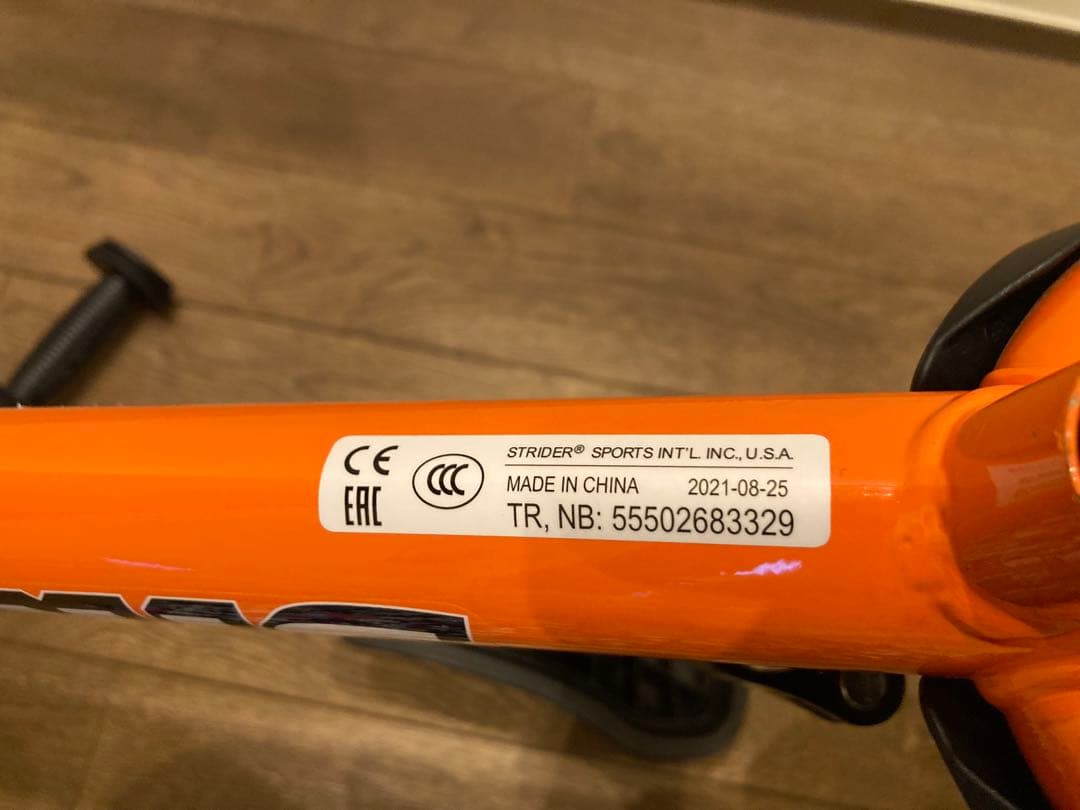 CE
EAC
CCC
STRIDER® SPORTS INT'L. INC., U.S.A.
MADE IN CHINA 2021-08-25
TR, NB: 55502683329